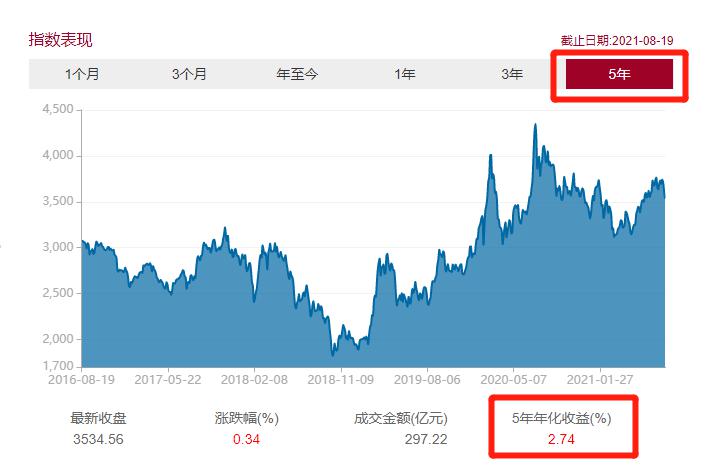 指数表现
截止日期:2021-08-19
1个月 3个月 年至今 1年 3年 5年
4,500
4,000
3,500
3,000
2,500
2,000
1,700
2016-08-19 2017-05-22 2018-02-08 2018-11-09 2019-08-06 2020-05-07 2021-01-27
最新收盘 涨跌幅(%) 成交金额(亿元) 5年年化收益(%)
3534.56 0.34 297.22 2.74